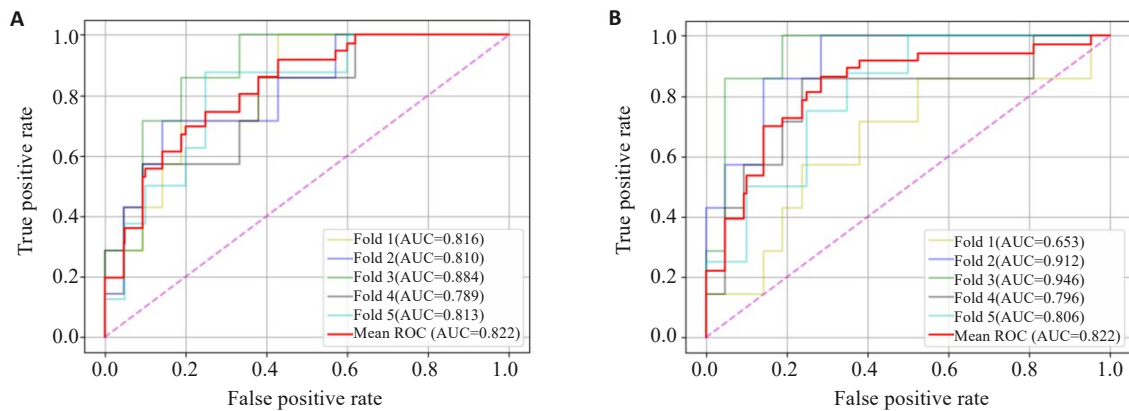 A
1.0
0.8
0.6
0.4
0.2
0.0
True positive rate
Fold 1(AUC=0.816)
Fold 2(AUC=0.810)
Fold 3(AUC=0.884)
Fold 4(AUC=0.789)
Fold 5(AUC=0.813)
Mean ROC (AUC=0.822)
0.0 0.2 0.4 0.6 0.8 1.0
False positive rate
B
1.0
0.8
0.6
0.4
0.2
0.0
True positive rate
Fold 1(AUC=0.653)
Fold 2(AUC=0.912)
Fold 3(AUC=0.946)
Fold 4(AUC=0.796)
Fold 5(AUC=0.806)
Mean ROC (AUC=0.822)
0.0 0.2 0.4 0.6 0.8 1.0
False positive rate